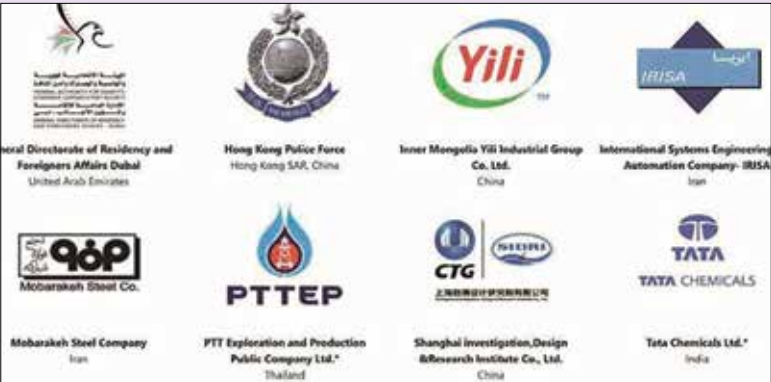 neral Directorate of Residency and
Foreigners Affairs Dubai
United Arab Emirates
Hong Kong Police Force
Hong Kong SAR, China
Yili
TM
Inner Mongolia Yili Industrial Group
Co. Ltd.
China
ايريسا
IRISA
International Systems Engineering
Automation Company- IRISA
Iran
Mobarakeh Steel Co.
Mobarakeh Steel Company
Iran
PTTEP
PTT Exploration and Production
Public Company Ltd.*
Thailand
CTG
SIDRI
Shanghai investigation,Design
&Research Institute Co., Ltd.
China
TATA
TATA CHEMICALS
Tata Chemicals Ltd.*
India